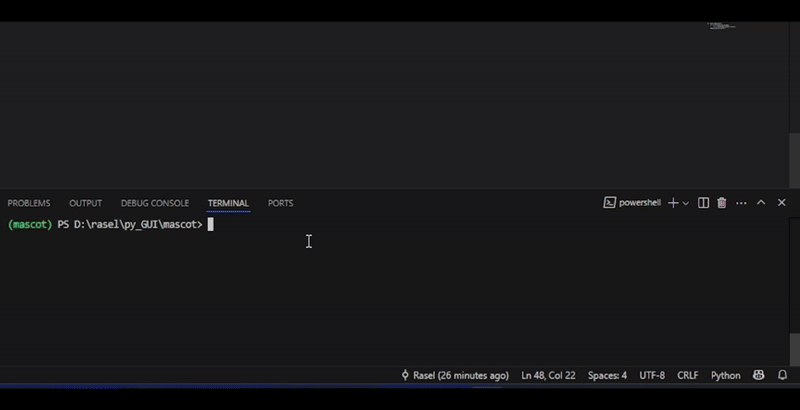 PROBLEMS OUTPUT DEBUG CONSOLE TERMINAL PORTS powershell
(mascot) PS D:\rasel\py_GUI\mascot>
Rasel (26 minutes ago) Ln 48, Col 22 Spaces: 4 UTF-8 CRLF Python